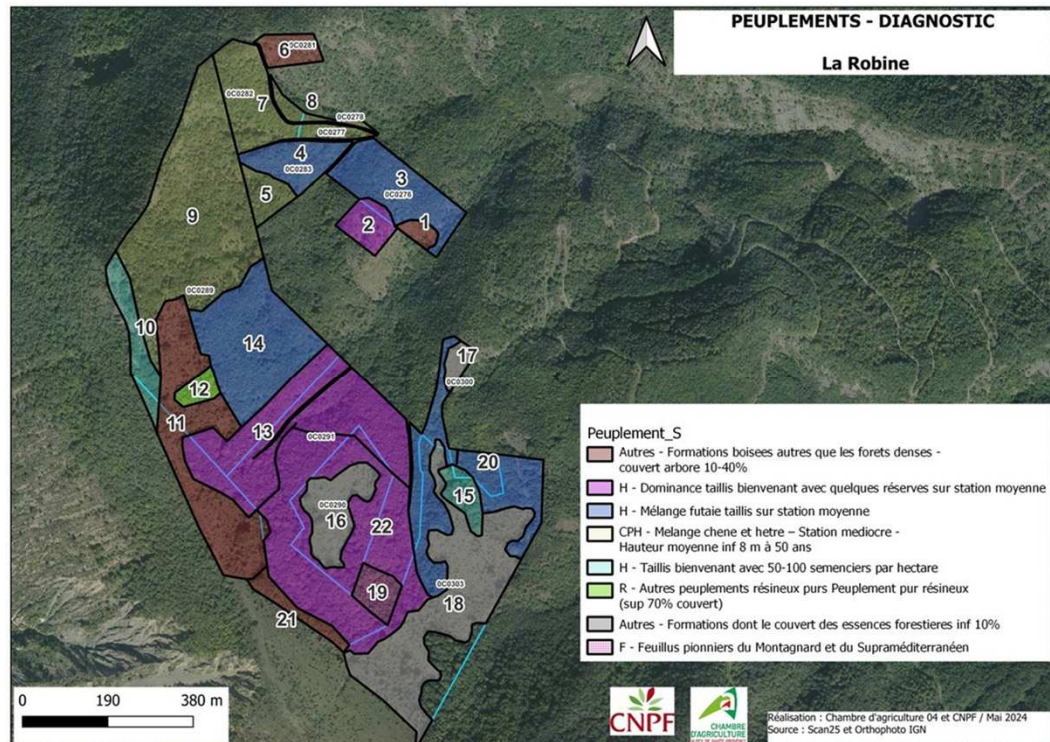 PEUPLEMENTS - DIAGNOSTIC
La Robine
6
0C0281
0C0282
7
8
0C0278
0C0277
4
0C0283
3
0C0276
5
9
2
1
0C0289
10
14
17
0C0300
12
11
13
0C0291
20
15
0C0290
16
22
19
0C0303
18
21
Peuplement_S
Autres - Formations boisees autres que les forets denses -
couvert arbore 10-40%
H - Dominance taillis bienvenant avec quelques réserves sur station moyenne
H - Mélange futaie taillis sur station moyenne
CPH - Melange chene et hetre – Station mediocre -
Hauteur moyenne inf 8 m à 50 ans
H - Taillis bienvenant avec 50-100 semenciers par hectare
R - Autres peuplements résineux purs Peuplement pur résineux
(sup 70% couvert)
Autres - Formations dont le couvert des essences forestieres inf 10%
F - Feuillus pionniers du Montagnard et du Supraméditerranéen
0 190 380 m
CNPF
CHAMBRE
D'AGRICULTURE
Réalisation : Chambre d'agriculture 04 et CNPF / Mai 2024
Source : Scan25 et Orthophoto IGN